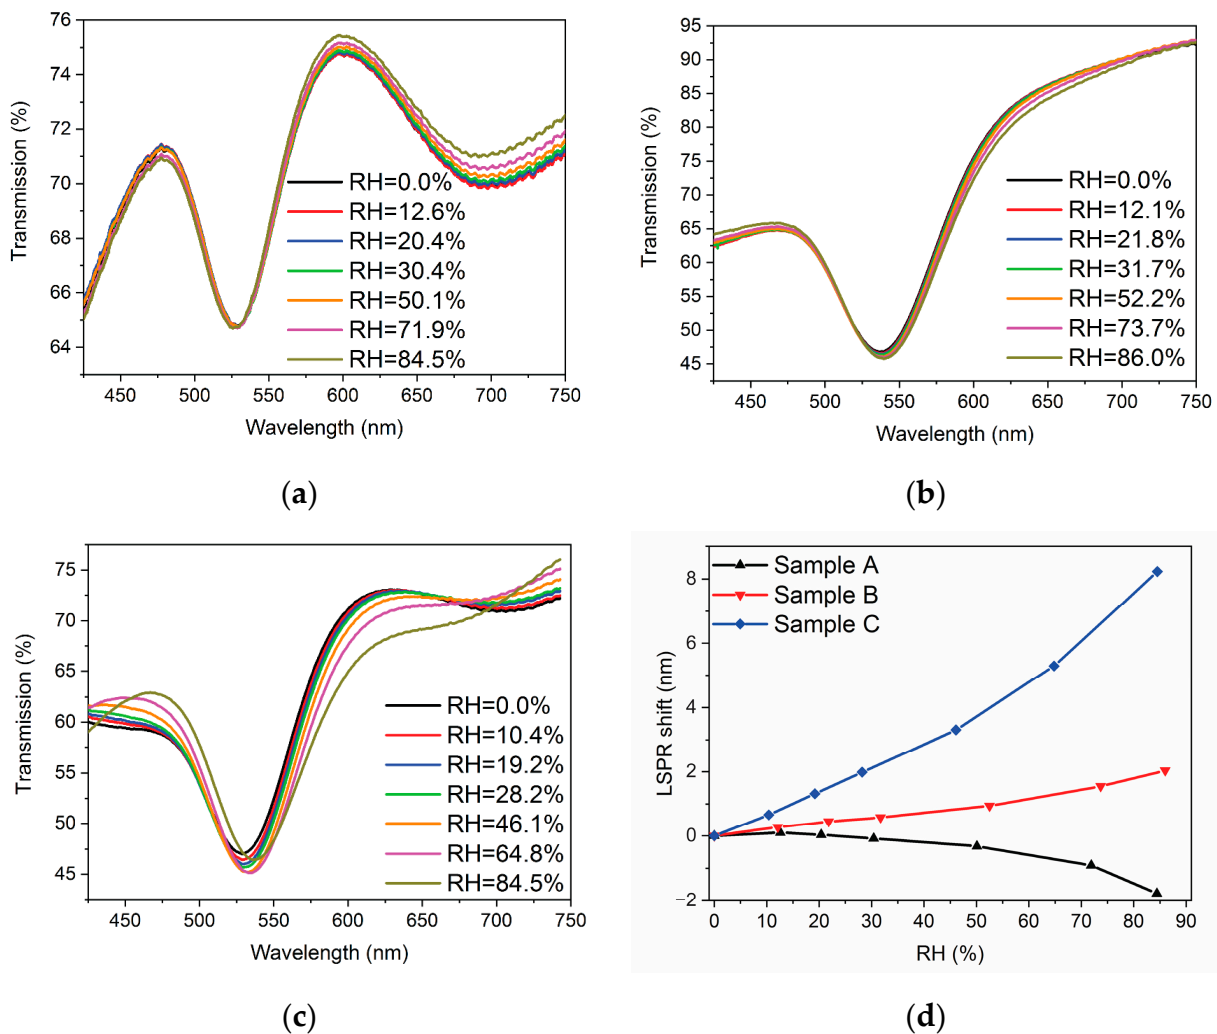 76
74
72
70
68
66
64
Transmission (%)
RH=0.0%
RH=12.6%
RH=20.4%
RH=30.4%
RH=50.1%
RH=71.9%
RH=84.5%
450 500 550 600 650 700 750
Wavelength (nm)
(a)
95
90
85
80
75
70
65
60
55
50
45
Transmission (%)
RH=0.0%
RH=12.1%
RH=21.8%
RH=31.7%
RH=52.2%
RH=73.7%
RH=86.0%
450 500 550 600 650 700 750
Wavelength (nm)
(b)
75
70
65
60
55
50
45
Transmission (%)
RH=0.0%
RH=10.4%
RH=19.2%
RH=28.2%
RH=46.1%
RH=64.8%
RH=84.5%
450 500 550 600 650 700 750
Wavelength (nm)
(c)
8
6
4
2
0
−2
LSPR shift (nm)
Sample A
Sample B
Sample C
0 10 20 30 40 50 60 70 80 90
RH (%)
(d)